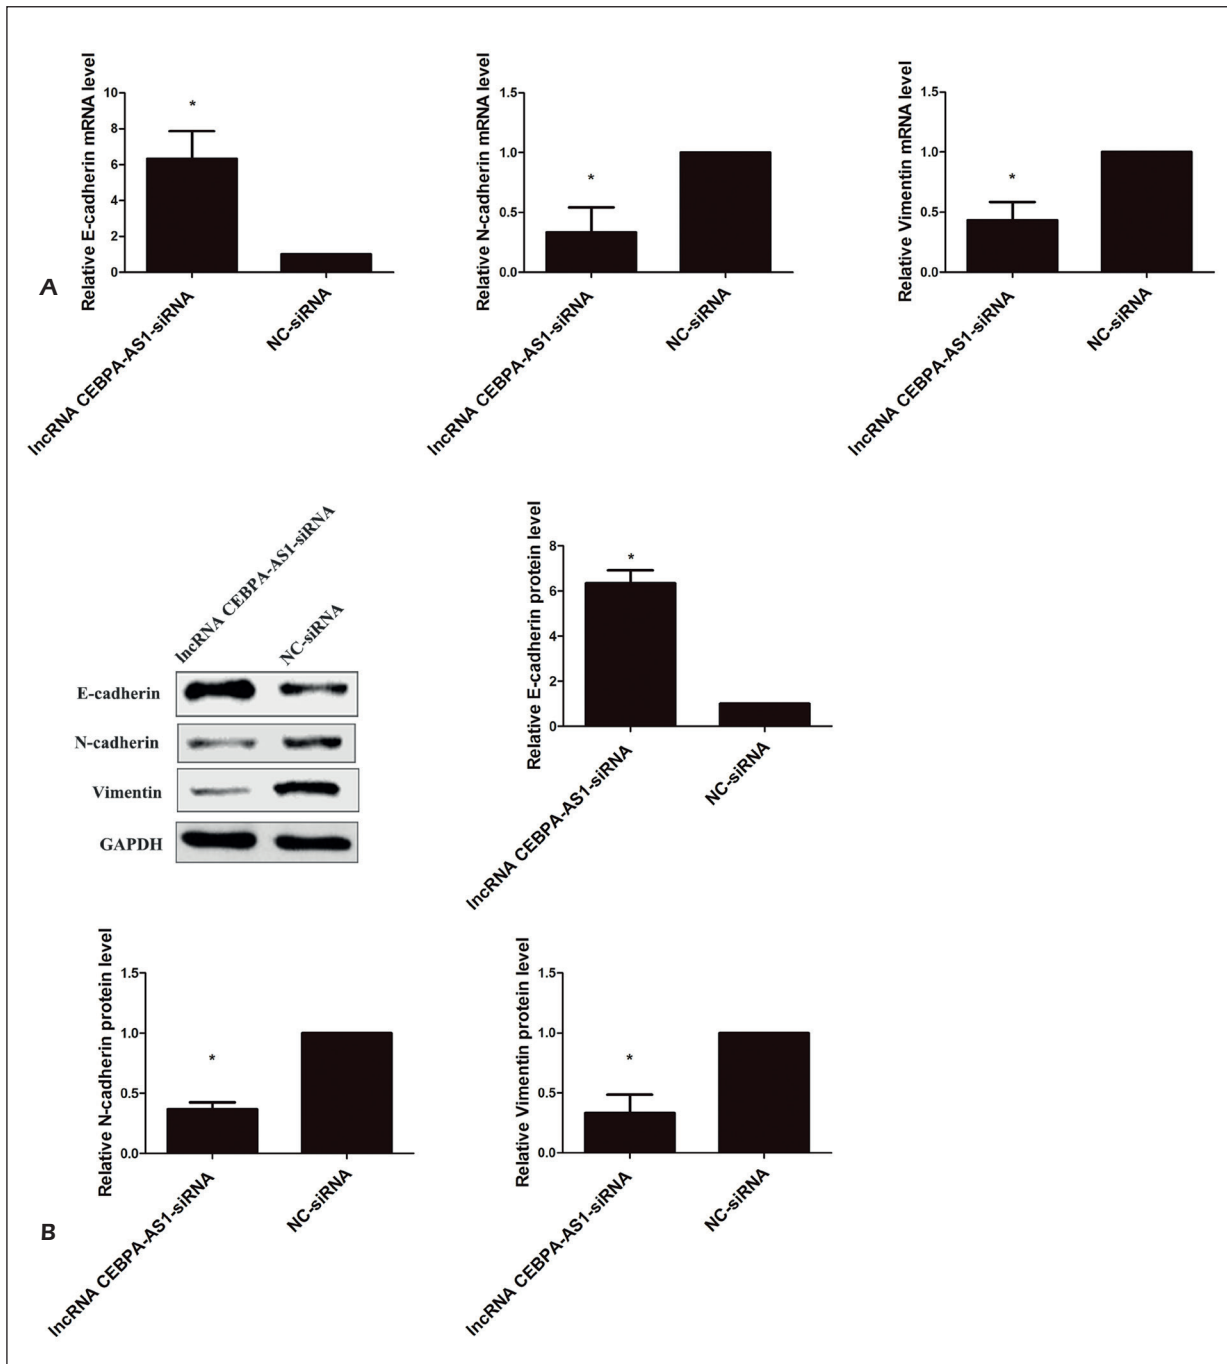 Relative E-cadherin mRNA level
10
8
6
4
2
0
*
lncRNA CEBPA-AS1-siRNA
NC-siRNA
Relative N-cadherin mRNA level
1.5
1.0
0.5
0.0
*
lncRNA CEBPA-AS1-siRNA
NC-siRNA
Relative Vimentin mRNA level
1.5
1.0
0.5
0.0
*
lncRNA CEBPA-AS1-siRNA
NC-siRNA
A
lncRNA CEBPA-AS1-siRNA
NC-siRNA
E-cadherin
N-cadherin
Vimentin
GAPDH
Relative E-cadherin protein level
8
6
4
2
0
*
lncRNA CEBPA-AS1-siRNA
NC-siRNA
Relative N-cadherin protein level
1.5
1.0
0.5
0.0
*
lncRNA CEBPA-AS1-siRNA
NC-siRNA
Relative Vimentin protein level
1.5
1.0
0.5
0.0
*
lncRNA CEBPA-AS1-siRNA
NC-siRNA
B